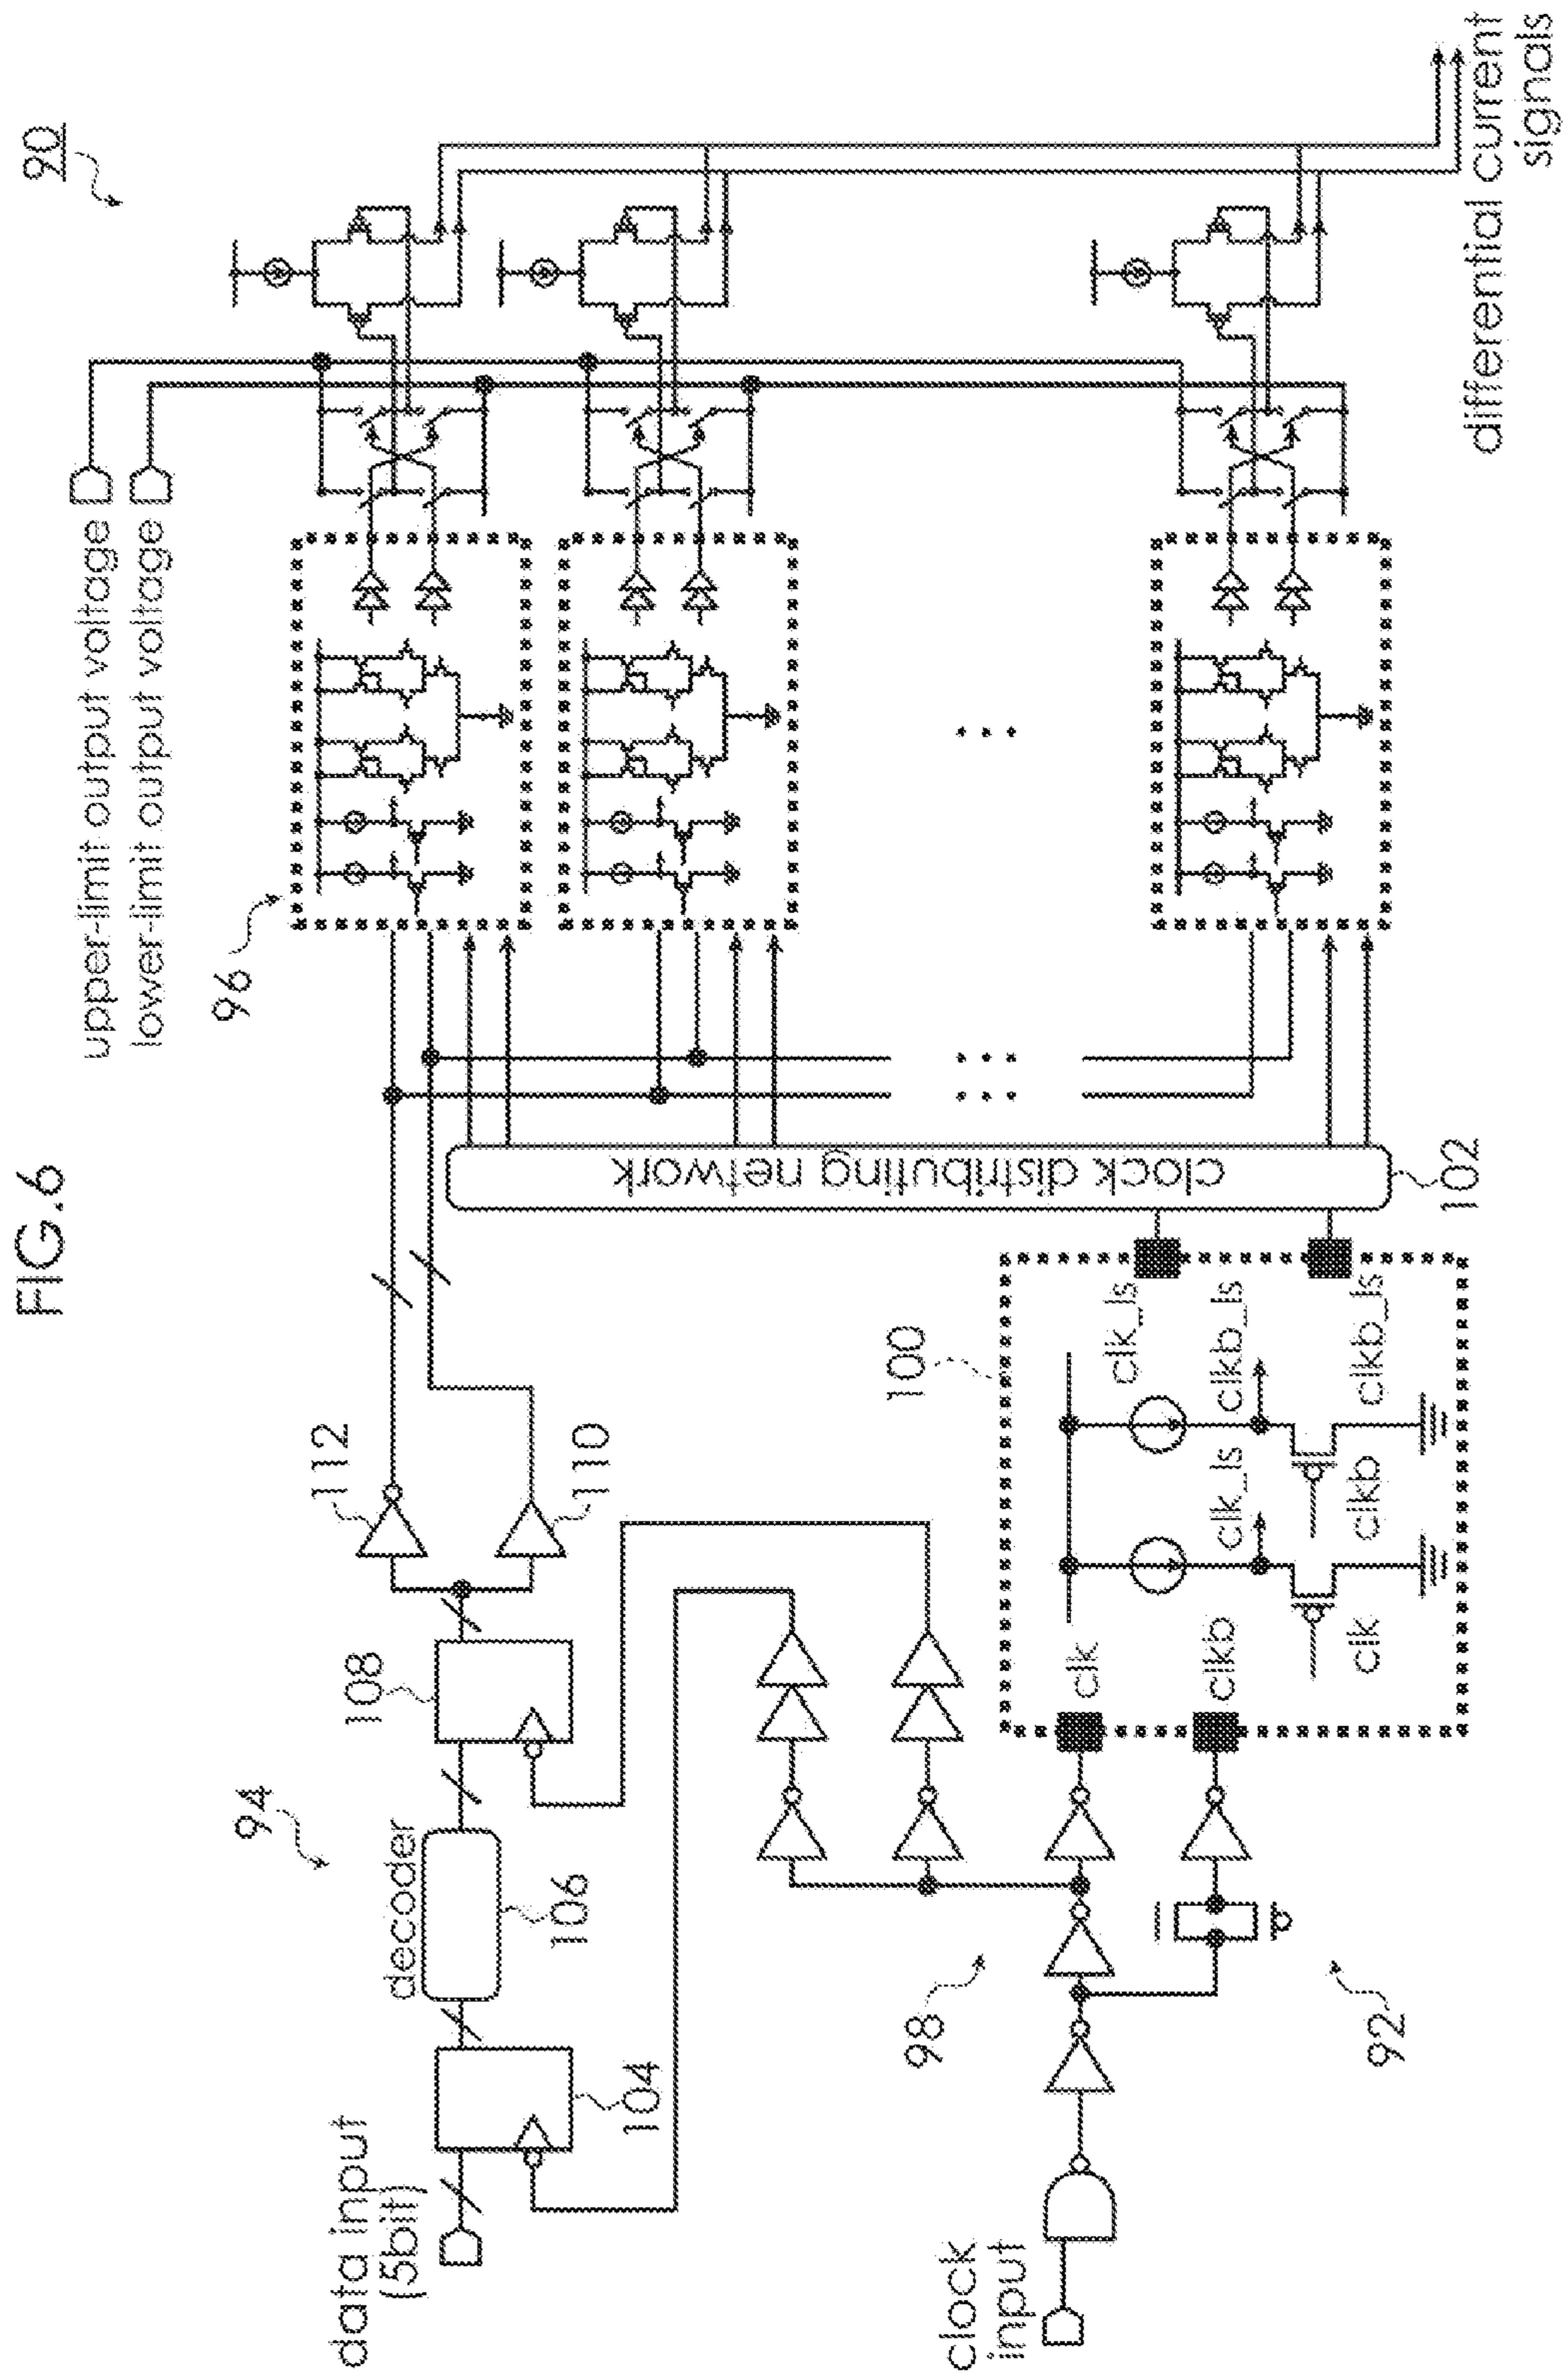 FIG.6
90
upper-limit output voltage
lower-limit output voltage
96
data input
(5bit)
104
decoder
106
94
108
112
110
clock
input
98
92
clk
clkb
clk
clk_ls
clkb
clkb_ls
clk_ls
clkb_ls
100
clock distributing network
102
differential current
signals